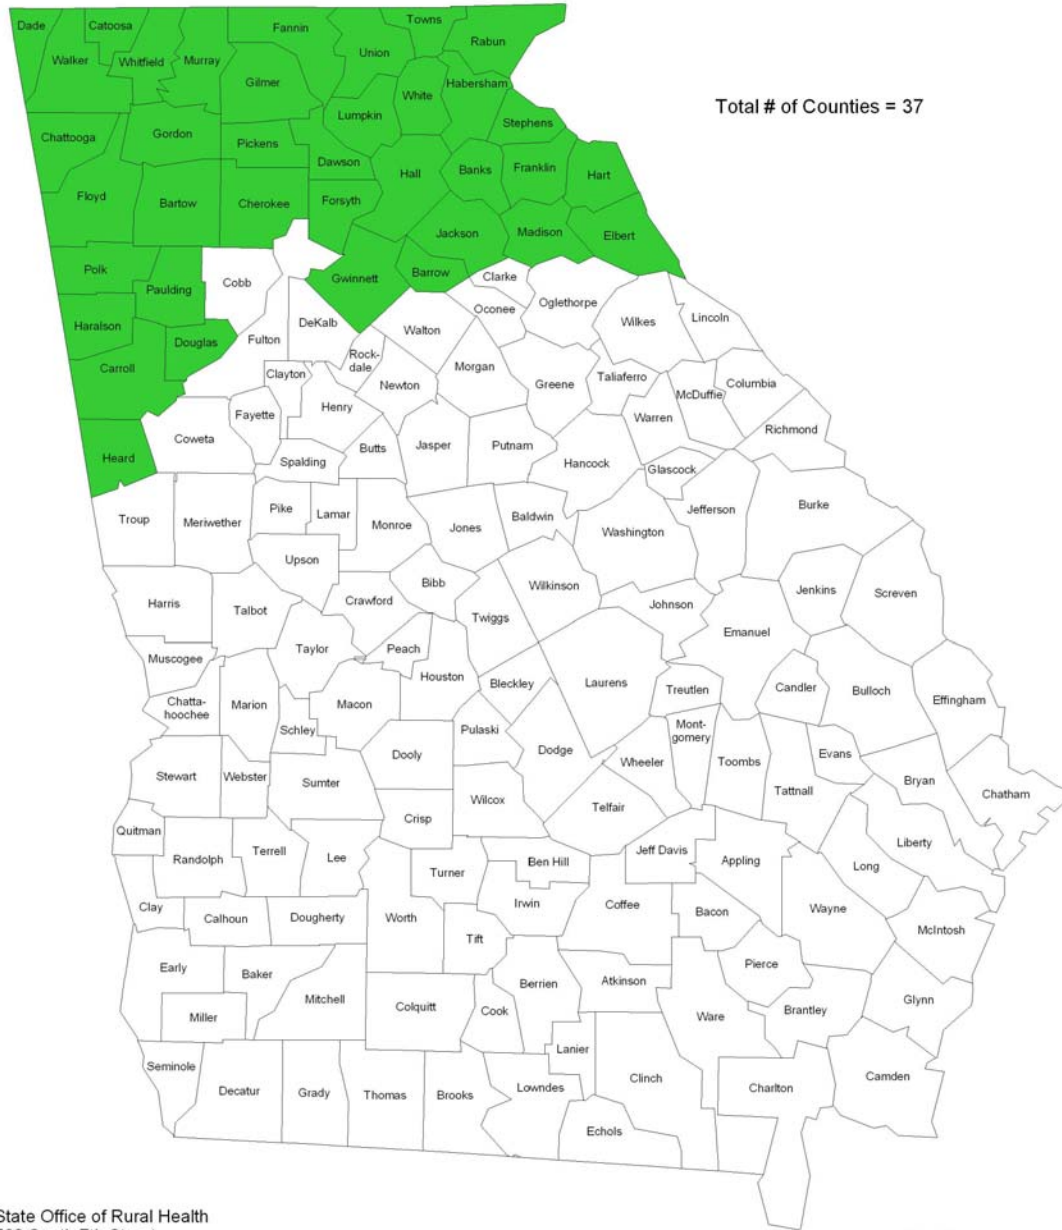 Dade
Catoosa
Fannin
Towns
Rabun
Union
Walker
Whitfield
Murray
Gilmer
Habersham
White
Lumpkin
Stephens
Chattooga
Gordon
Pickens
Dawson
Hall
Banks
Franklin
Hart
Floyd
Bartow
Cherokee
Forsyth
Jackson
Madison
Elbert
Total # of Counties = 37
Polk
Paulding
Cobb
Gwinnett
Barrow
Clarke
Oconee
Oglethorpe
Wilkes
Lincoln
Haralson
Douglas
Fulton
DeKalb
Walton
Carroll
Clayton
Rock-
dale
Newton
Morgan
Greene
Taliaferro
McDuffie
Columbia
Heard
Coweta
Fayette
Henry
Spalding
Butts
Jasper
Putnam
Hancock
Warren
Glascock
Richmond
Troup
Meriwether
Pike
Lamar
Monroe
Jones
Baldwin
Washington
Jefferson
Burke
Upson
Harris
Talbot
Crawford
Bibb
Twiggs
Wilkinson
Johnson
Emanuel
Jenkins
Screven
Muscogee
Taylor
Peach
Houston
Bleckley
Laurens
Treutlen
Candler
Bulloch
Effingham
Chatta-
hoochee
Marion
Schley
Macon
Pulaski
Dodge
Mont-
gomery
Wheeler
Toombs
Evans
Tattnall
Bryan
Chatham
Stewart
Webster
Sumter
Dooly
Wilcox
Telfair
Crisp
Quitman
Randolph
Terrell
Lee
Turner
Ben Hill
Jeff Davis
Appling
Long
Liberty
Clay
Calhoun
Dougherty
Worth
Irwin
Coffee
Bacon
Wayne
McIntosh
Tift
Early
Baker
Mitchell
Colquitt
Cook
Berrien
Atkinson
Pierce
Ware
Brantley
Glynn
Miller
Lanier
Seminole
Decatur
Grady
Thomas
Brooks
Lowndes
Clinch
Charlton
Camden
Echols
State Office of Rural Health